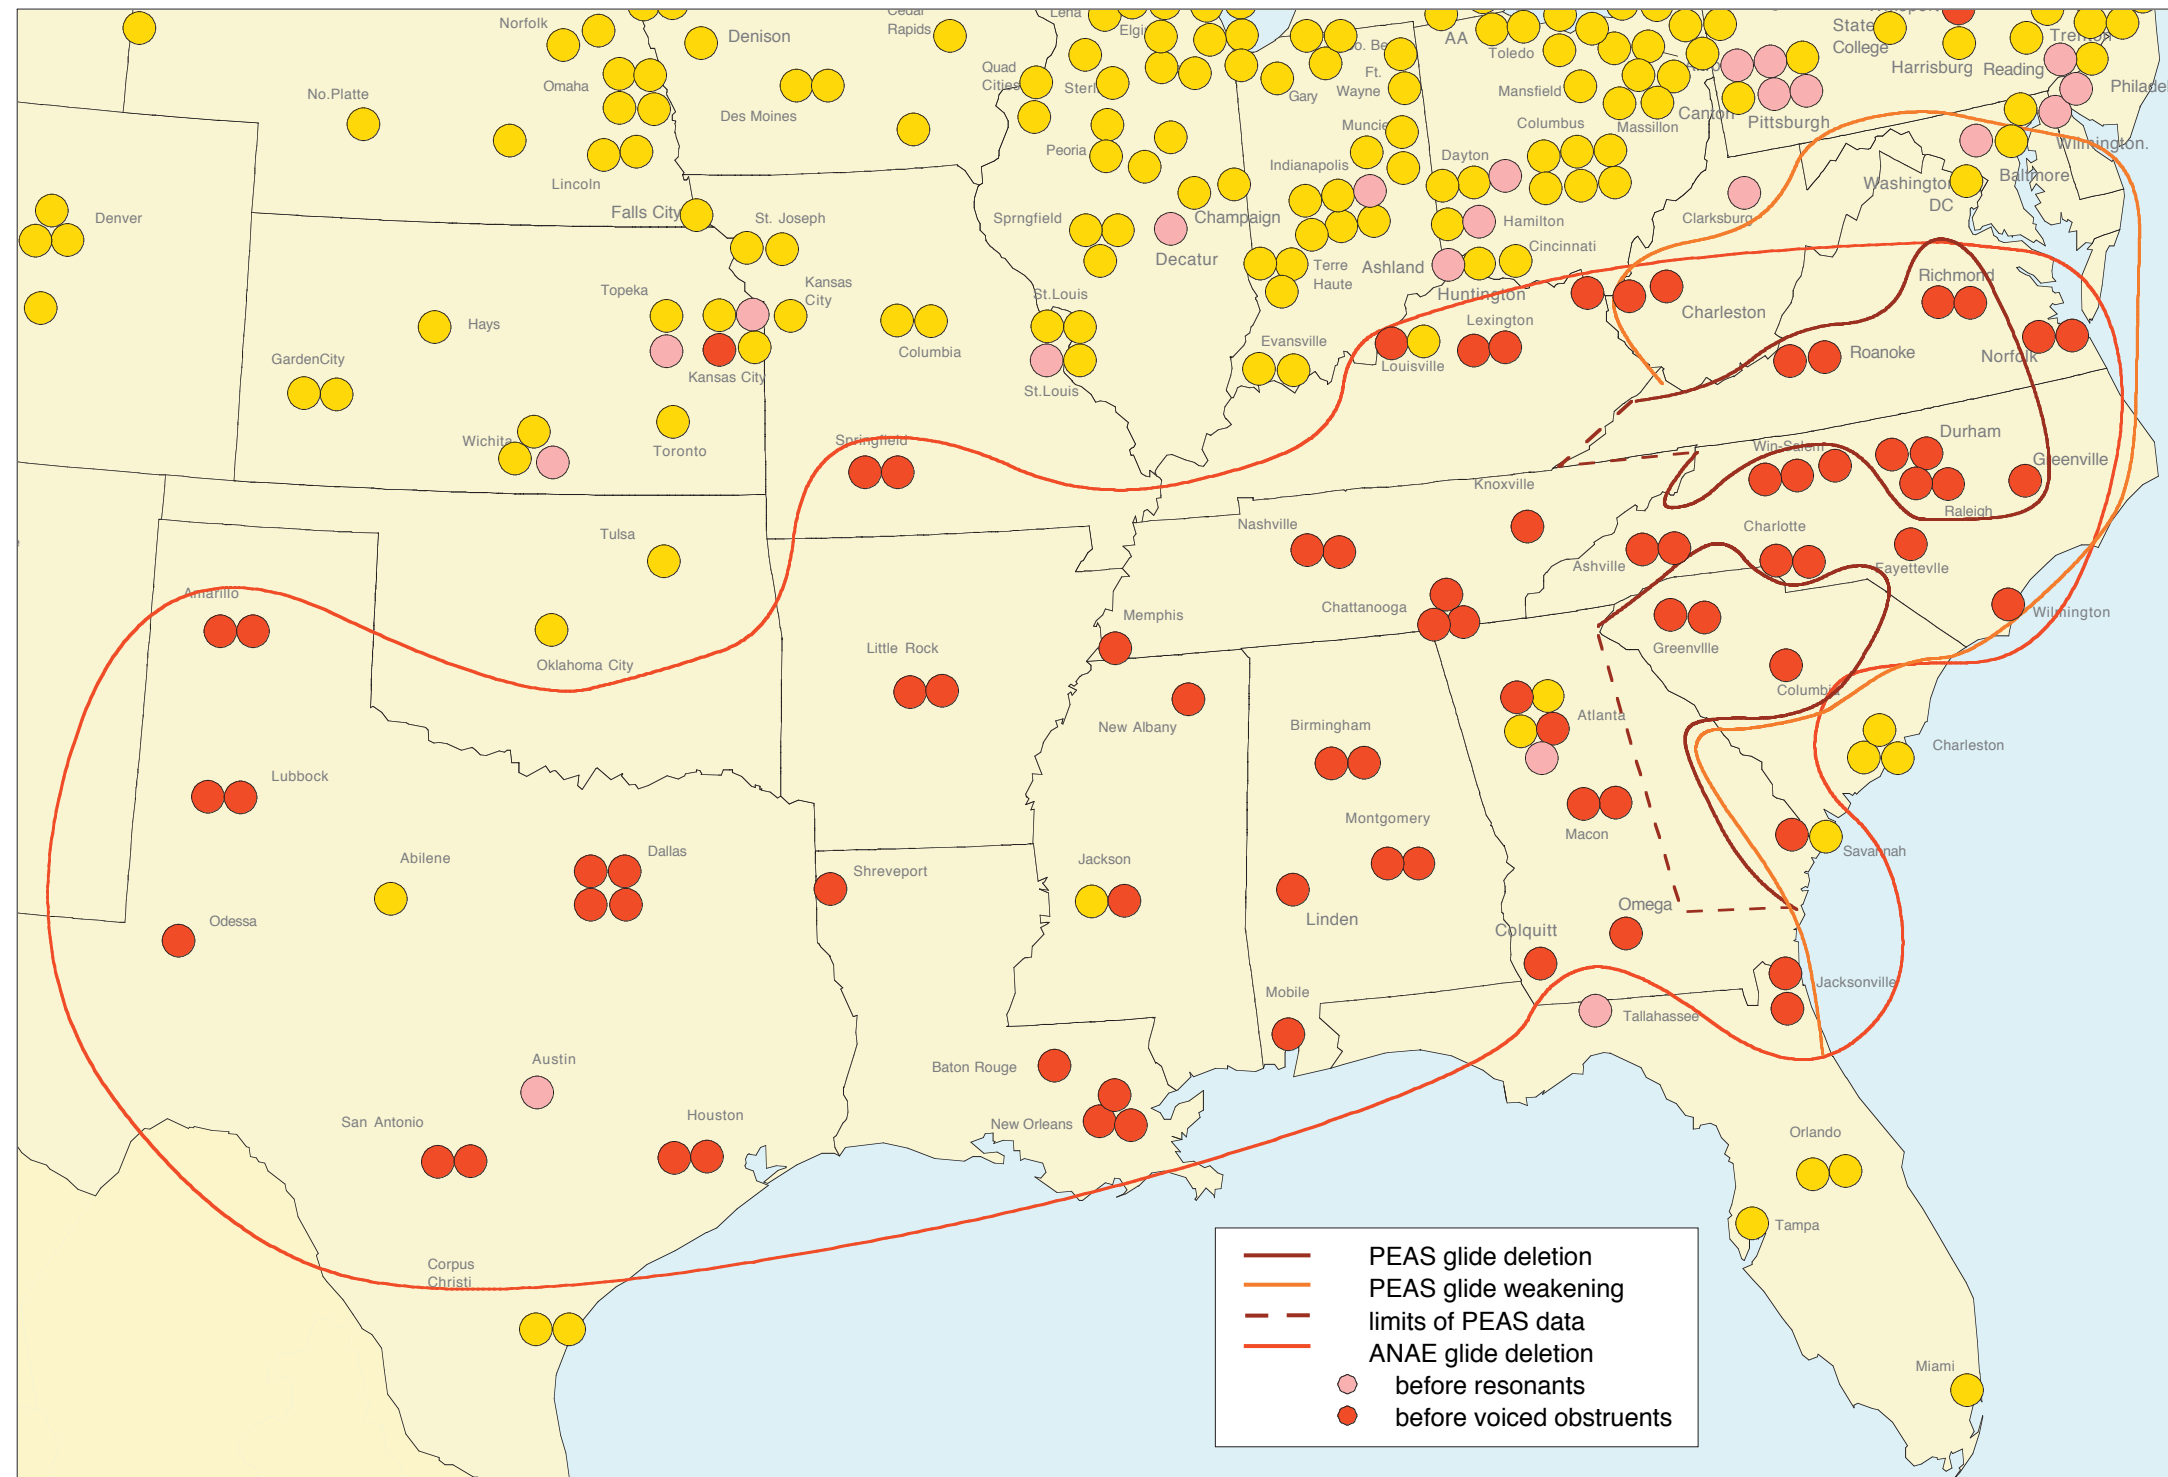 Norfolk
Denison
Cedar
Rapids
Lena
Elgin
AA
Toledo
State
College
Harrisburg
Reading
Trenton
No.Platte
Omaha
Des Moines
Quad
Cities
Gary
Ft.
Wayne
Mansfield
Canton
Massillon
Pittsburgh
Wilmington.
Lincoln
Peoria
Muncie
Indianapolis
Dayton
Columbus
Washington
DC
Baltimore
Denver
Falls City
St. Joseph
Sprngfield
Champaign
Decatur
Hamilton
Cincinnati
Clarksburg
Topeka
Kansas
City
Terre
Haute
Ashland
Huntington
Charleston
Richmond
Hays
St.Louis
Columbia
Evansville
Lexington
Louisville
Roanoke
Norfolk
GardenCity
Kansas City
St.Louis
Wichita
Toronto
Springfield
Win-Salem
Durham
Greenville
Knoxville
Raleigh
Tulsa
Nashville
Charlotte
Ashville
Fayettevlle
Amarillo
Oklahoma City
Little Rock
Memphis
Chattanooga
Greenvllle
Wilmington
Columbia
New Albany
Birmingham
Atlanta
Charleston
Lubbock
Montgomery
Macon
Savannah
Abilene
Dallas
Shreveport
Jackson
Linden
Omega
Odessa
Colquitt
Mobile
Jacksonville
Tallahassee
Austin
Baton Rouge
San Antonio
Houston
New Orleans
Orlando
Tampa
Corpus
Christi
Miami
PEAS glide deletion
PEAS glide weakening
limits of PEAS data
ANAE glide deletion
before resonants
before voiced obstruents